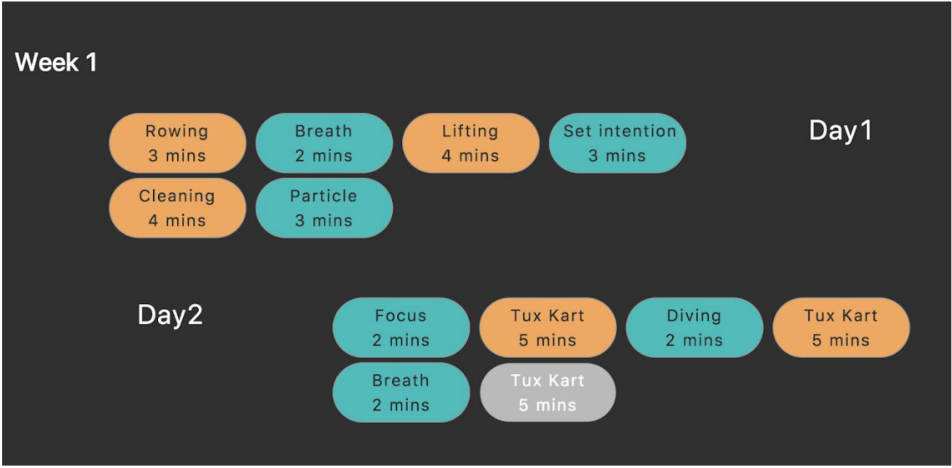 Week 1
Rowing
3 mins
Breath
2 mins
Lifting
4 mins
Set intention
3 mins
Day1
Cleaning
4 mins
Particle
3 mins
Day2
Focus
2 mins
Tux Kart
5 mins
Diving
2 mins
Tux Kart
5 mins
Breath
2 mins
Tux Kart
5 mins